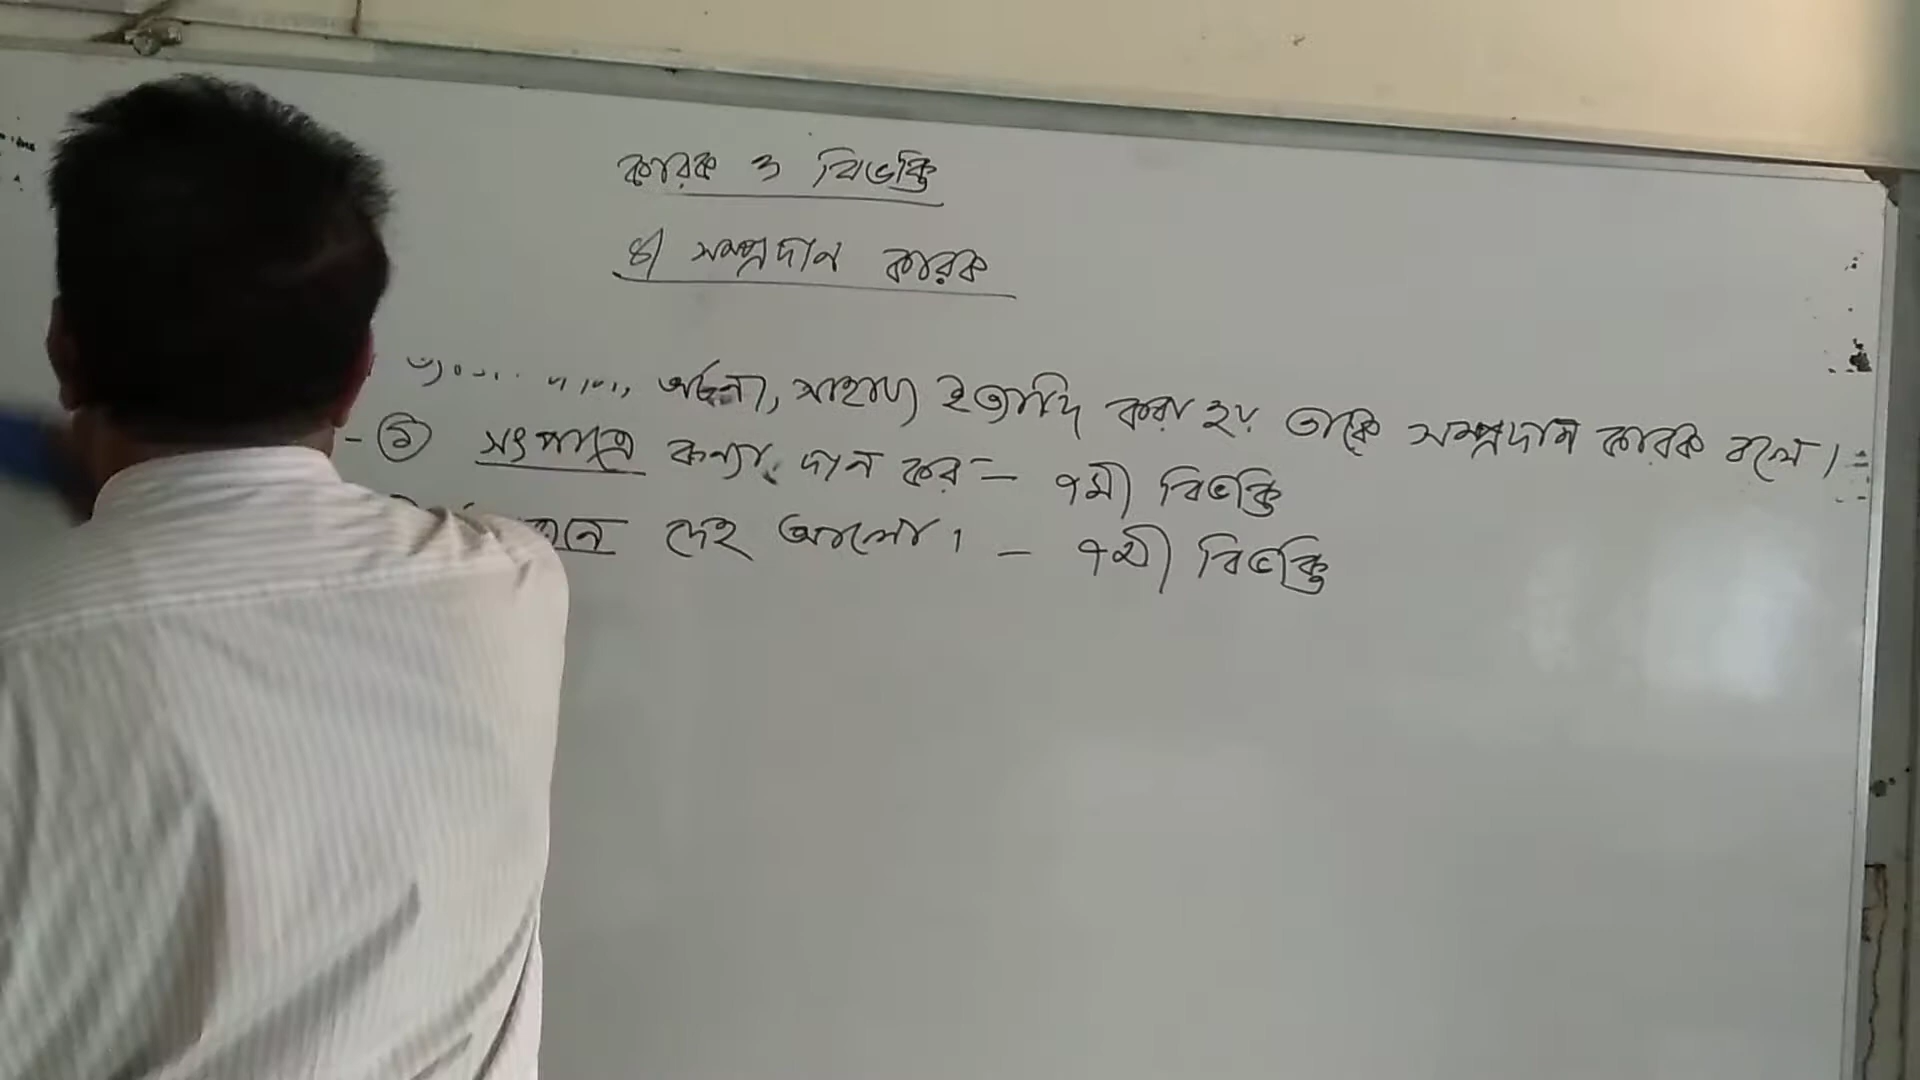 কারক ও বিভক্তি
৪) সম্প্রদান কারক
অর্চনা, সাহায্য ইত্যাদি করা হয় তাকে সম্প্রদান কারক বলে।
- ১ সৎপাত্রে কন্যা দান কর - ৭মী বিভক্তি
দেহ আলো। - ৭মী বিভক্তি